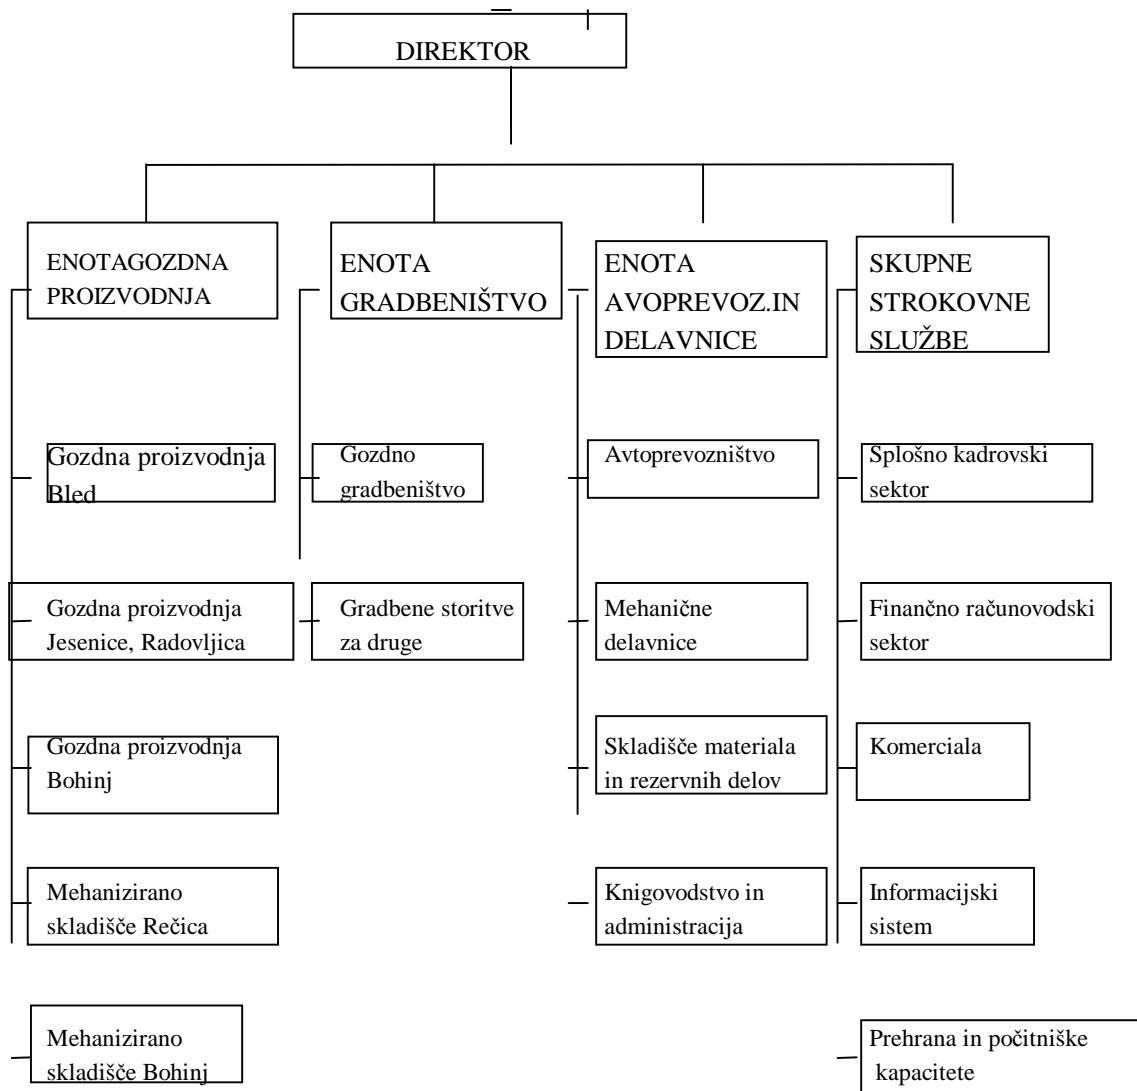 DIREKTOR
ENOTAGOZDNA
PROIZVODNJA
Gozdna proizvodnja
Bled
Gozdna proizvodnja
Jesenice, Radovljica
Gozdna proizvodnja
Bohinj
Mehanizirano
skladišče Rečica
Mehanizirano
skladišče Bohinj
ENOTA
GRADBENIŠTVO
Gozdno
gradbeništvo
Gradbene storitve
za druge
ENOTA
AVOPREVOZ.IN
DELAVNICE
Avtoprevozništvo
Mehanične
delavnice
Skladišče materiala
in rezervnih delov
Knigovodstvo in
administracija
SKUPNE
STROKOVNE
SLUŽBE
Splošno kadrovski
sektor
Finančno računovodski
sektor
Komerciala
Informacijski
sistem
Prehrana in počitniške
kapacitete